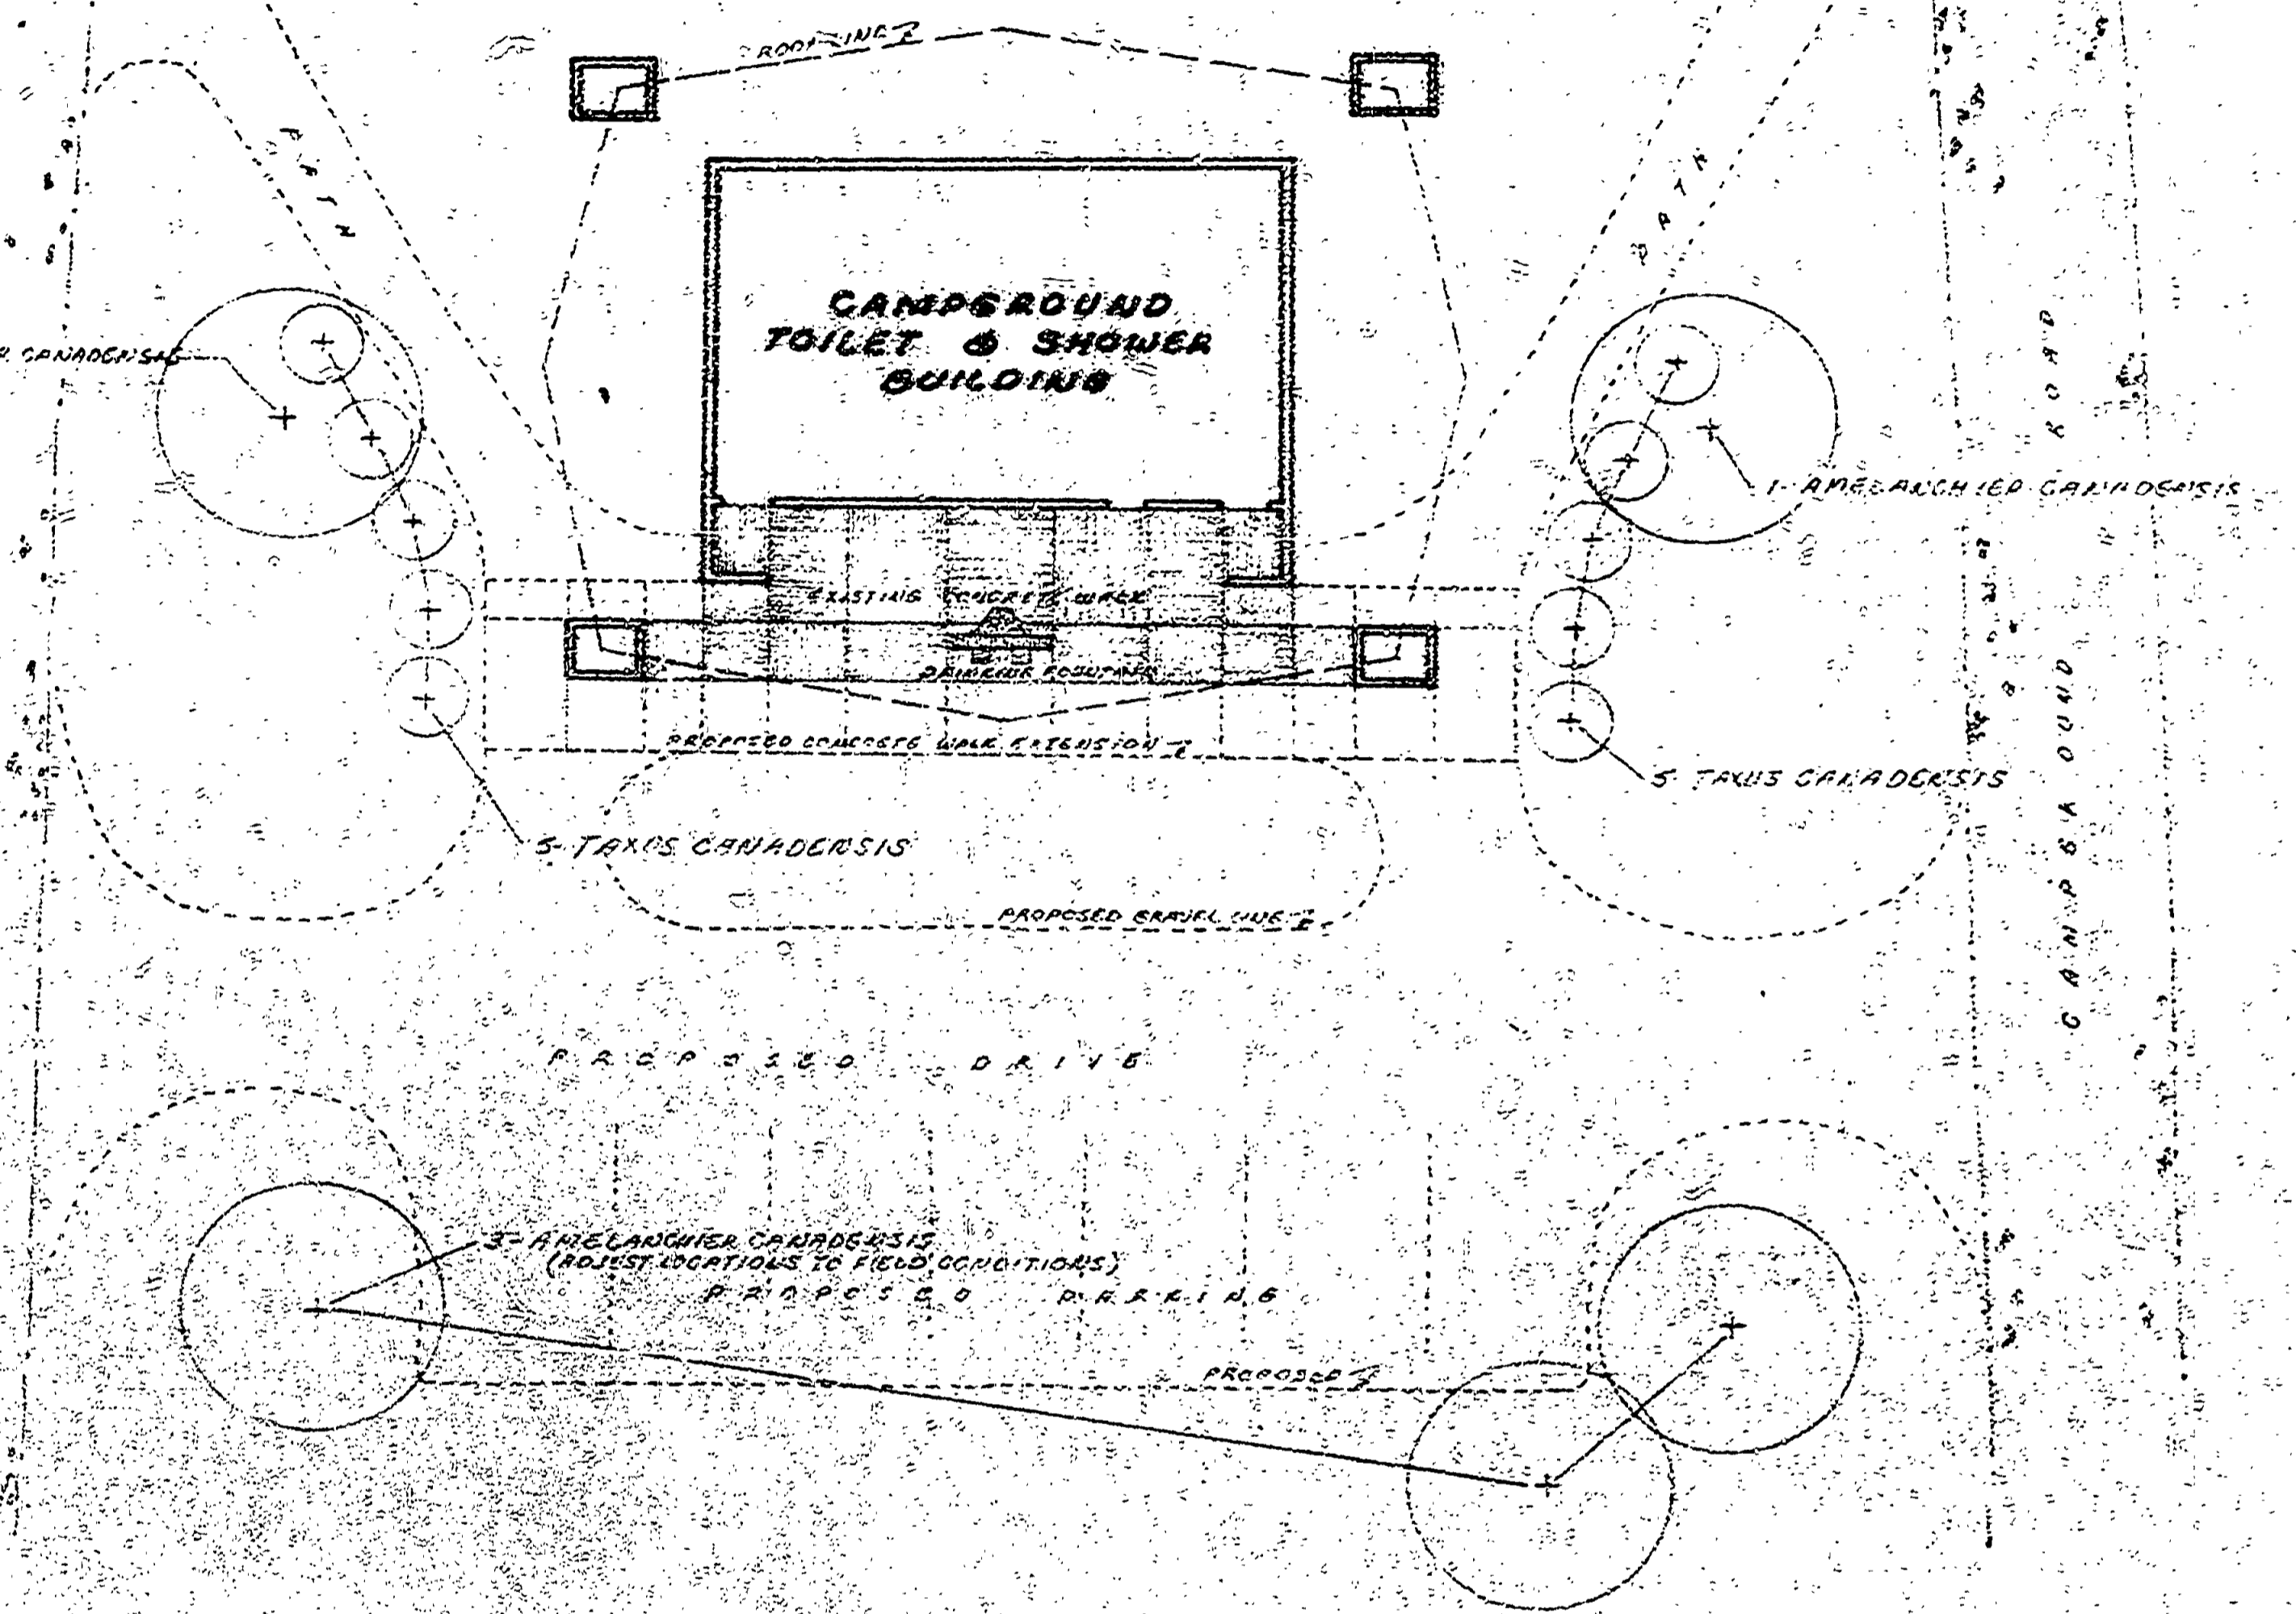 ROOF LINE
PATH
PATH
CAMPGROUND
TOILET & SHOWER
BUILDING
CANADENSIS
1- AMELANCHIER CANADENSIS
CAMPGROUND ROAD
EXISTING CONCRETE WALK
DRINKING FOUNTAIN
PROPOSED CONCRETE WALK EXTENSION
5- TAXUS CANADENSIS
5- TAXUS CANADENSIS
PROPOSED GRAVEL LINE
PROPOSED DRIVE
3- AMELANCHIER CANADENSIS
(ADJUST LOCATIONS TO FIELD CONDITIONS)
PROPOSED PARKING
PROPOSED